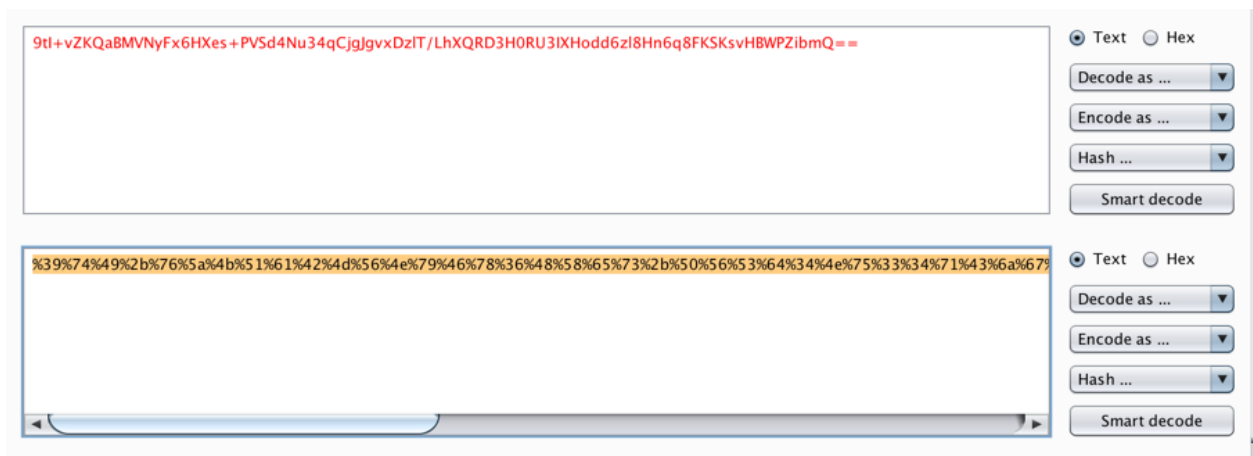 9tI+vZKQaBMVNyFx6HXes+PVSd4Nu34qCjgJgvxDzlT/LhXQRD3H0RU3IXHodd6zl8Hn6q8FKSKsvHBWPZibmQ==
Text Hex
Decode as ...
Encode as ...
Hash ...
Smart decode
%39%74%49%2b%76%5a%4b%51%61%42%4d%56%4e%79%46%78%36%48%58%65%73%2b%50%56%53%64%34%4e%75%33%34%71%43%6a%67%
Text Hex
Decode as ...
Encode as ...
Hash ...
Smart decode